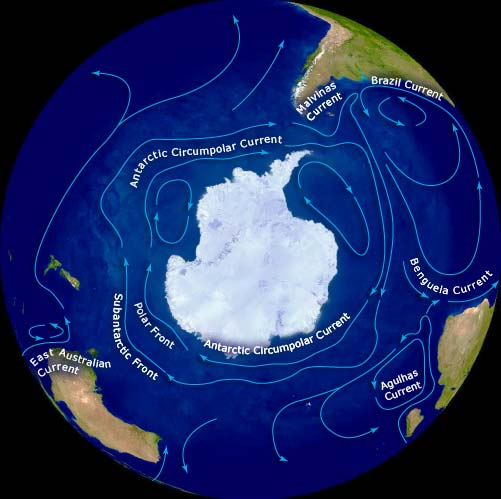 Brazil Current
Malvinas
Current
Antarctic Circumpolar Current
Benguela Current
Subantarctic Front
Polar Front
Antarctic Circumpolar Current
East Australian
Current
Agulhas
Current